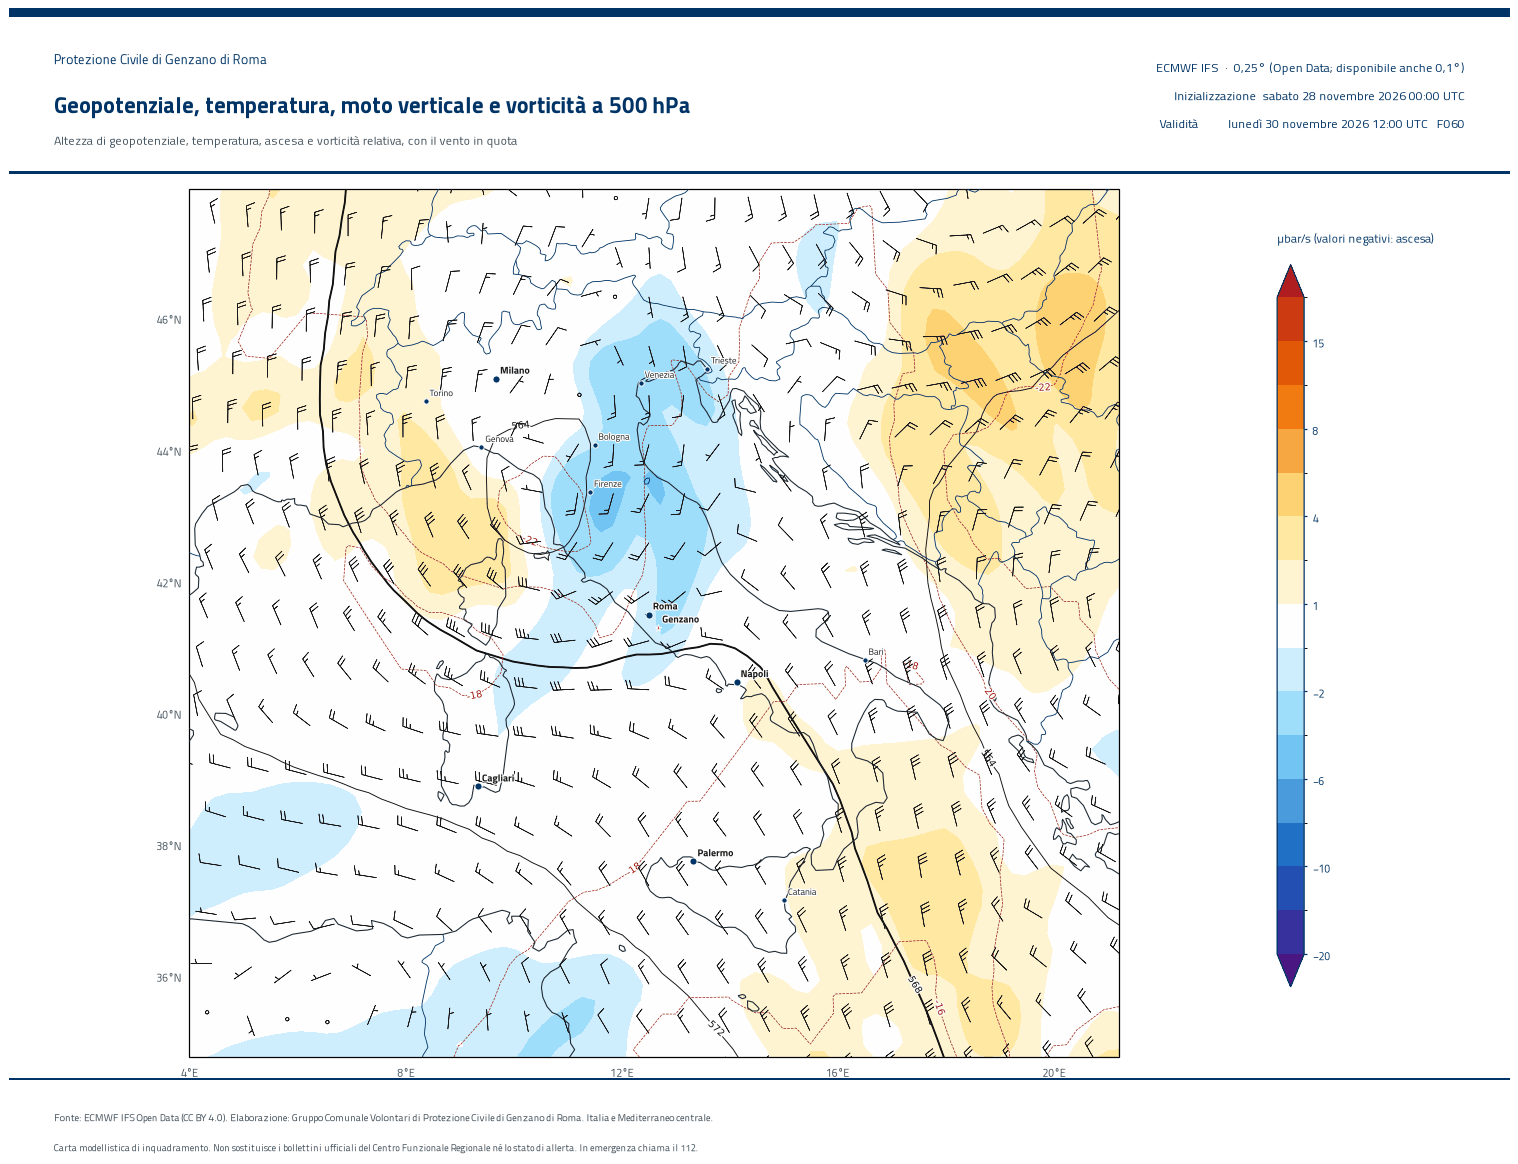 Protezione Civile di Genzano di Roma
ECMWF IFS · 0,25° (Open Data; disponibile anche 0,1°)
Geopotenziale, temperatura, moto verticale e vorticità a 500 hPa
Inizializzazione sabato 28 novembre 2026 00:00 UTC
Validità lunedì 30 novembre 2026 12:00 UTC F060
Altezza di geopotenziale, temperatura, ascesa e vorticità relativa, con il vento in quota
µbar/s (valori negativi: ascesa)
46°N
44°N
42°N
40°N
38°N
36°N
4°E
8°E
12°E
16°E
20°E
Milano
Torino
Genova
Venezia
Trieste
Bologna
Firenze
Roma
Genzano
Napoli
Bari
Cagliari
Palermo
Catania
564
564
568
572
-22
-22
-20
-18
-18
-18
-16
0
15
8
4
1
−2
−6
−10
−20
Fonte: ECMWF IFS Open Data (CC BY 4.0). Elaborazione: Gruppo Comunale Volontari di Protezione Civile di Genzano di Roma. Italia e Mediterraneo centrale.
Carta modellistica di inquadramento. Non sostituisce i bollettini ufficiali del Centro Funzionale Regionale né lo stato di allerta. In emergenza chiama il 112.